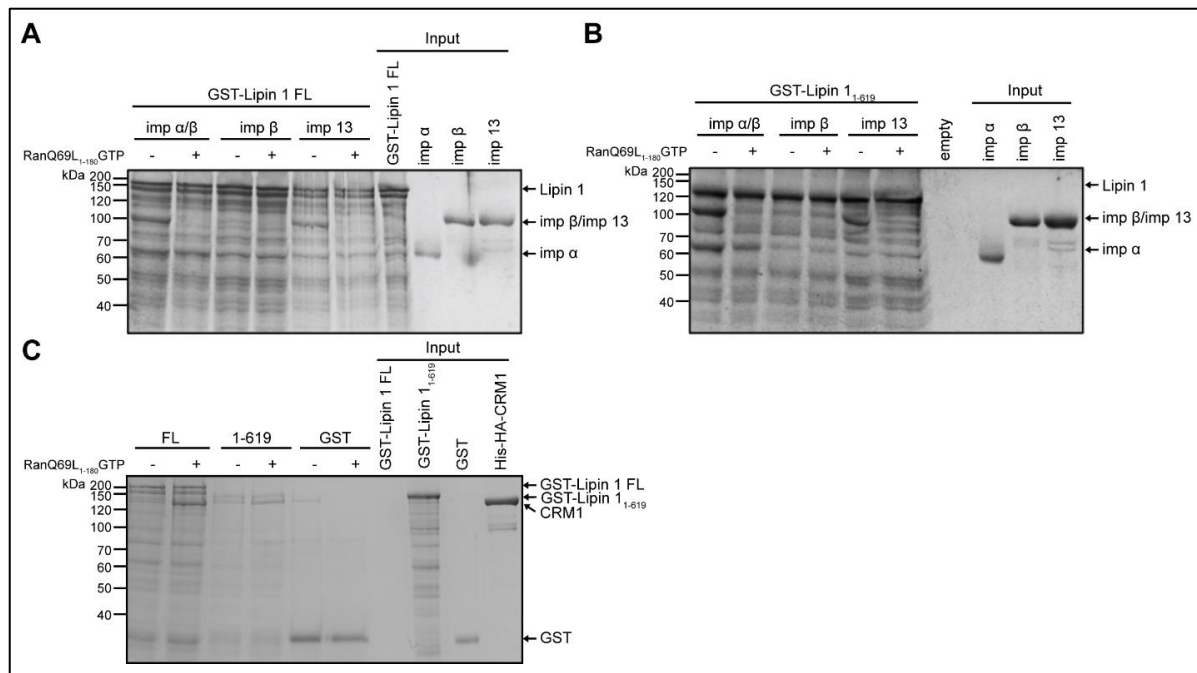 A
Input
GST-Lipin 1 FL
GST-Lipin 1 FL
imp α
imp β
imp 13
imp α/β
imp β
imp 13
RanQ69L1-180GTP
- + - + - +
kDa
200
150
120
100
70
60
50
40
Lipin 1
imp β/imp 13
imp α
B
Input
GST-Lipin 11-619
empty
imp α
imp β
imp 13
imp α/β
imp β
imp 13
RanQ69L1-180GTP
- + - + - +
kDa
200
150
120
100
70
60
50
40
Lipin 1
imp β/imp 13
imp α
C
Input
GST-Lipin 1 FL
GST-Lipin 11-619
GST
His-HA-CRM1
FL
1-619
GST
RanQ69L1-180GTP
- + - + - +
kDa
200
150
120
100
70
60
50
40
GST-Lipin 1 FL
GST-Lipin 11-619
CRM1
GST